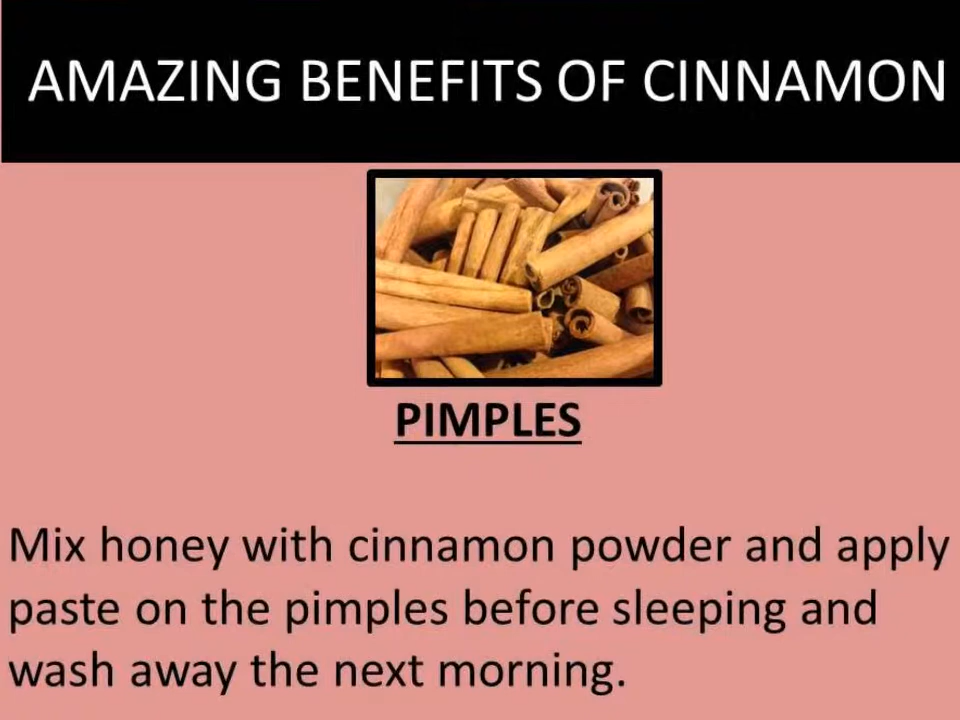 AMAZING BENEFITS OF CINNAMON
PIMPLES
Mix honey with cinnamon powder and apply
paste on the pimples before sleeping and
wash away the next morning.